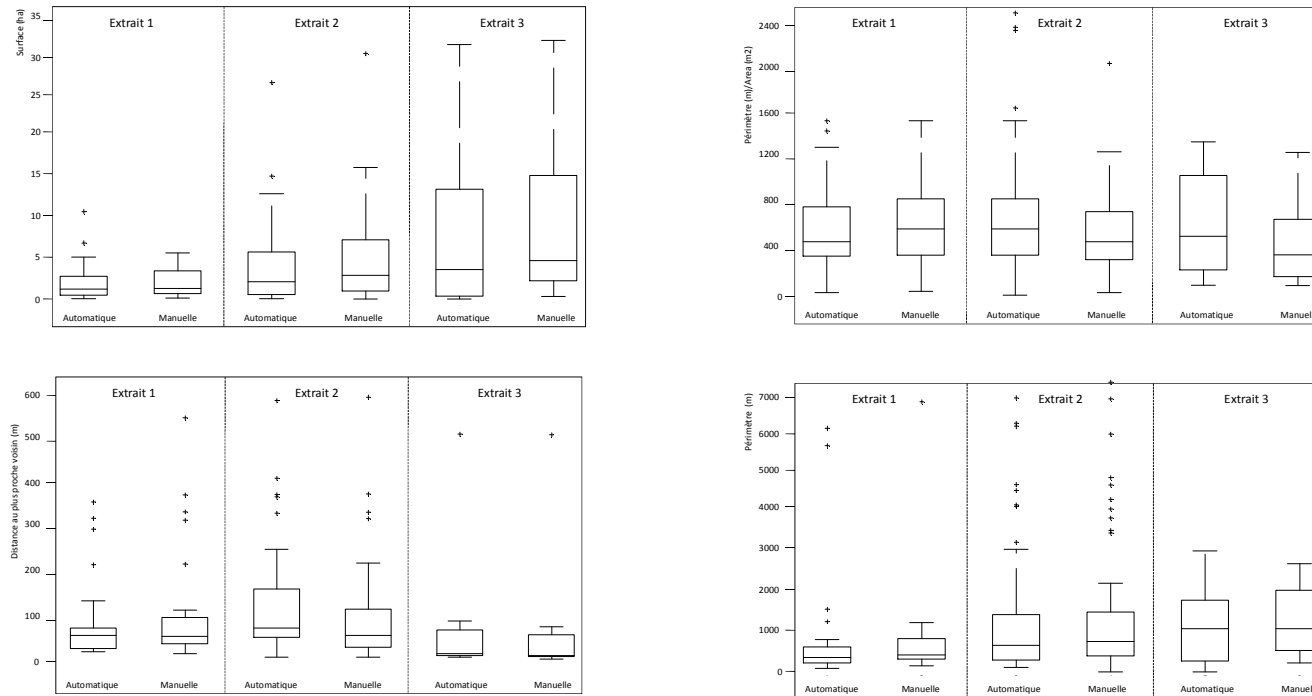 Surface (ha)
35
30
25
20
15
10
5
0
Extrait 1
Extrait 2
Extrait 3
Automatique
Manuelle
Automatique
Manuelle
Automatique
Manuelle
Périmètre (m)/Area (m2)
2400
2000
1600
1200
800
400
0
Extrait 1
Extrait 2
Extrait 3
Automatique
Manuelle
Automatique
Manuelle
Automatique
Manuel
Distance au plus proche voisin (m)
600
500
400
300
200
100
0
Extrait 1
Extrait 2
Extrait 3
Automatique
Manuelle
Automatique
Manuelle
Automatique
Manuelle
Périmètre (m)
7000
6000
5000
4000
3000
2000
1000
0
Extrait 1
Extrait 2
Extrait 3
Automatique
Manuelle
Automatique
Manuelle
Automatique
Manuel